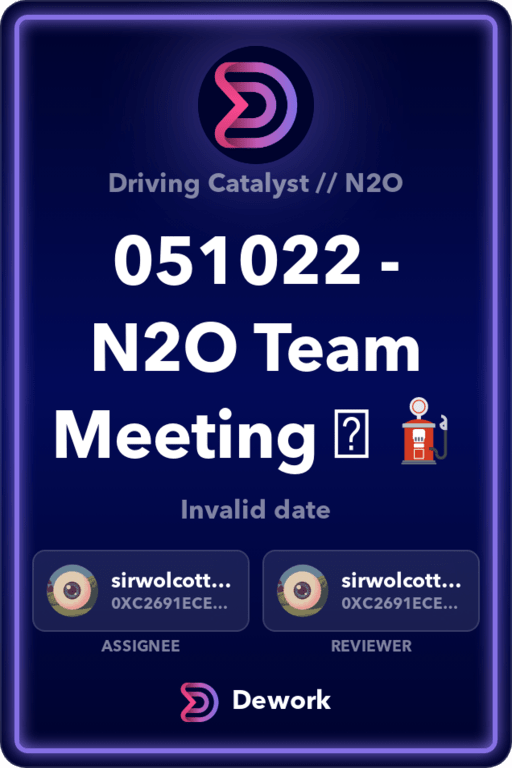 Driving Catalyst // N2O
051022 -
N2O Team
Meeting ⍰ ⛽
Invalid date
sirwolcott... sirwolcott...
0XC2691ECE... 0XC2691ECE...
ASSIGNEE REVIEWER
Dework